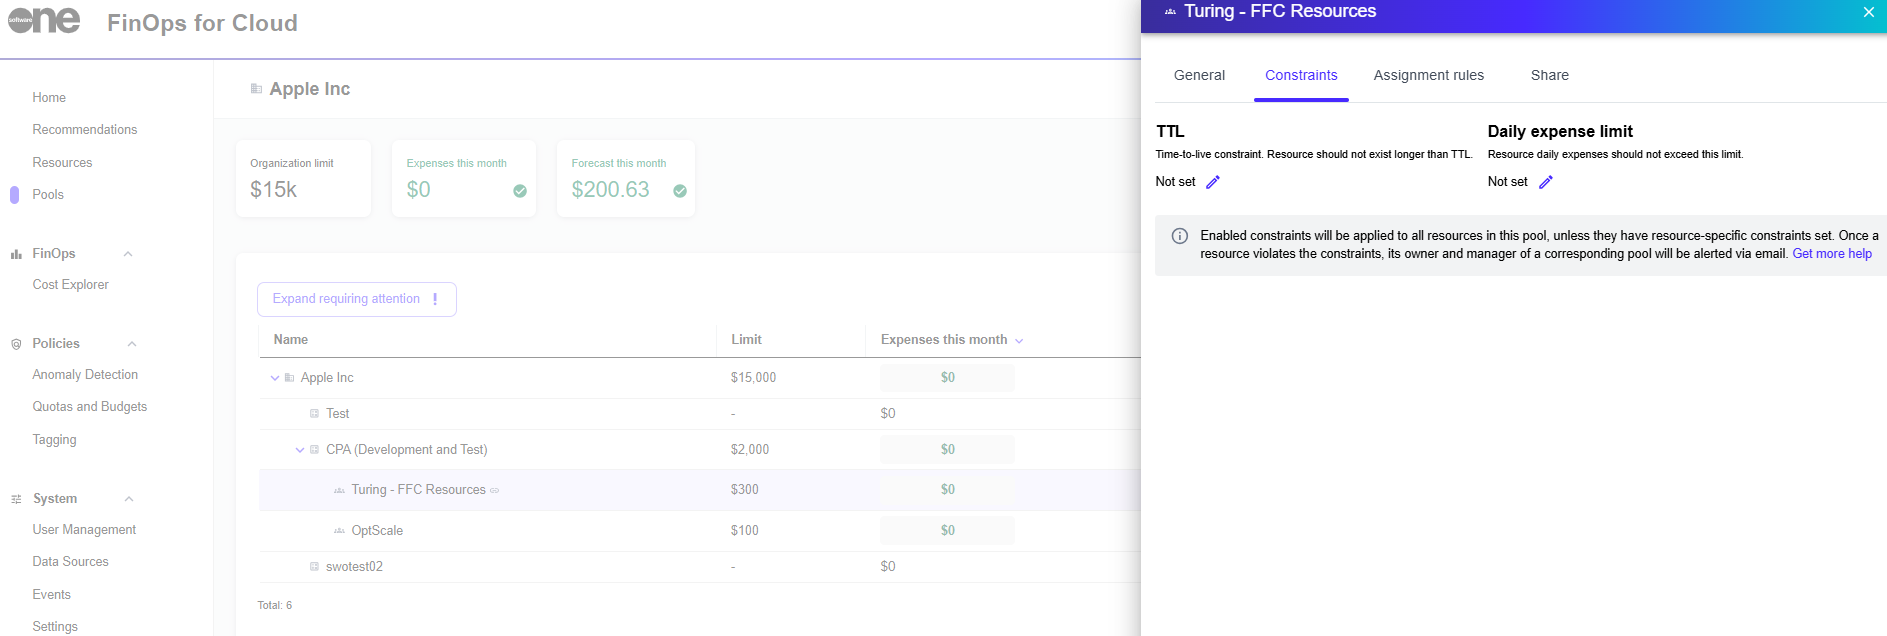 software one
FinOps for Cloud
Turing - FFC Resources
Home
Recommendations
Resources
Pools
FinOps
Cost Explorer
Policies
Anomaly Detection
Quotas and Budgets
Tagging
System
User Management
Data Sources
Events
Settings
Apple Inc
Organization limit
$15k
Expenses this month
$0
Forecast this month
$200.63
Expand requiring attention !
Name Limit Expenses this month
Apple Inc $15,000 $0
Test - $0
CPA (Development and Test) $2,000 $0
Turing - FFC Resources $300 $0
OptScale $100 $0
swotest02 - $0
Total: 6
General Constraints Assignment rules Share
TTL
Time-to-live constraint. Resource should not exist longer than TTL.
Not set
Daily expense limit
Resource daily expenses should not exceed this limit.
Not set
Enabled constraints will be applied to all resources in this pool, unless they have resource-specific constraints set. Once a
resource violates the constraints, its owner and manager of a corresponding pool will be alerted via email. Get more help